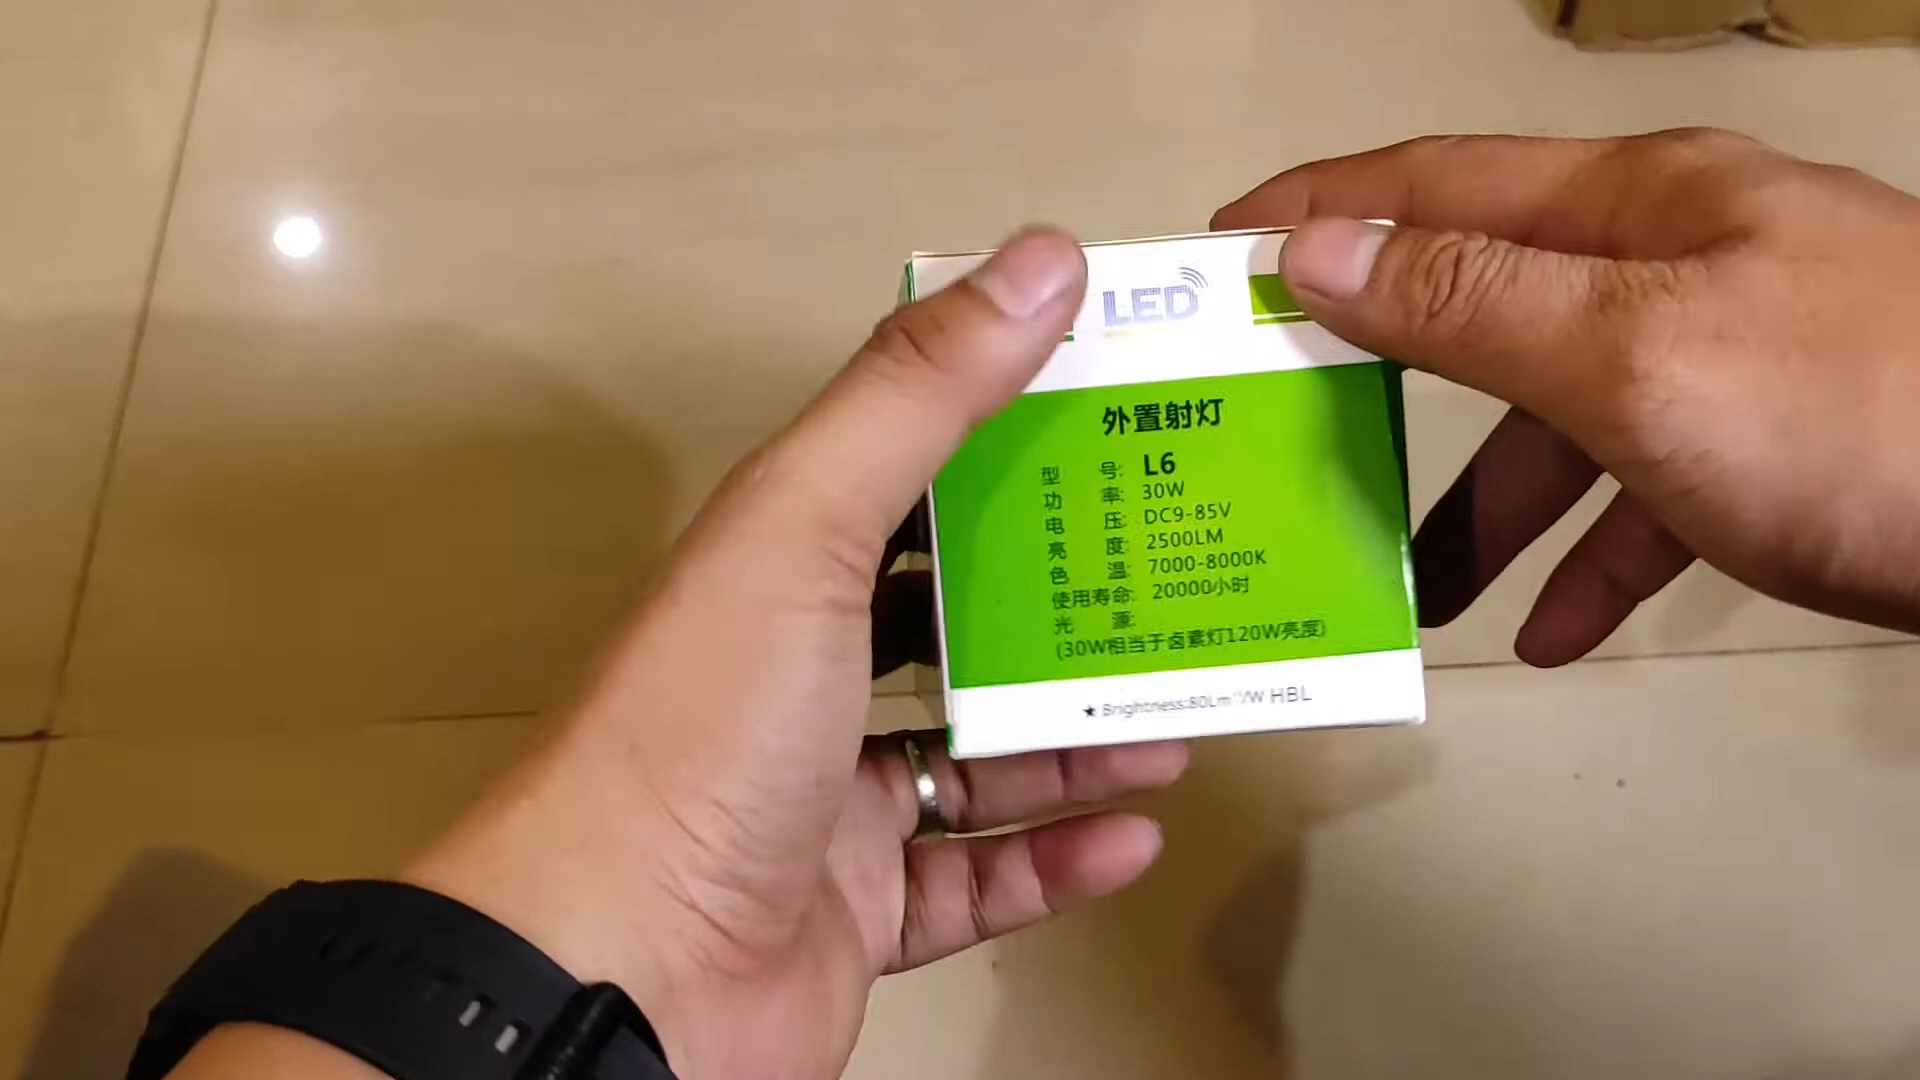 LED
外置射灯
型 号: L6
功 率: 30W
电 压: DC9-85V
亮 度: 2500LM
色 温: 7000-8000K
使用寿命: 20000小时
光 源:
(30W相当于卤素灯120W亮度)
★ Brightness:80Lm"/W HBL